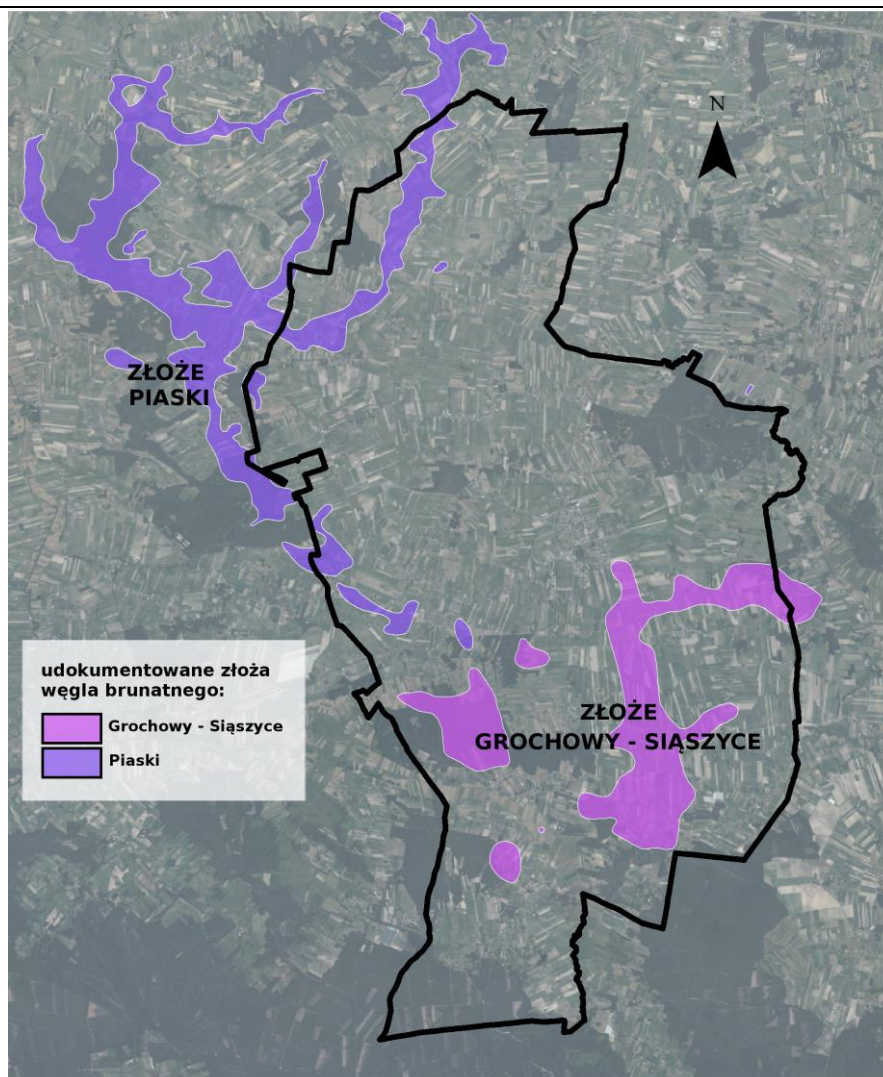 N
ZŁOŻE
PIASKI
udokumentowane złoża
węgla brunatnego:
Grochowy - Siąszyce
Piaski
ZŁOŻE
GROCHOWY - SIĄSZYCE